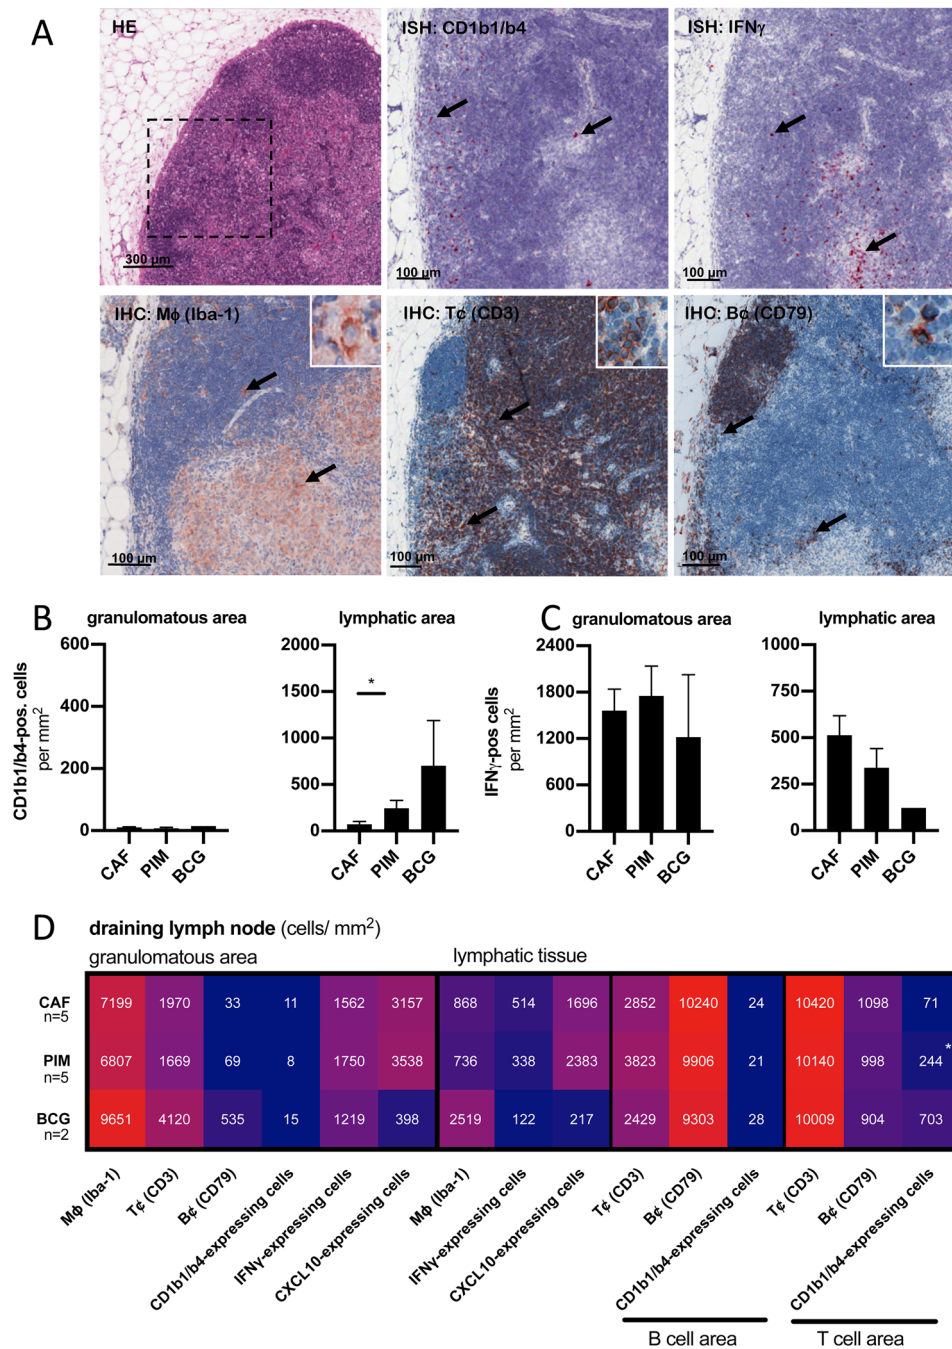 A
HE
ISH: CD1b1/b4
ISH: IFNγ
300 µm
100 µm
100 µm
IHC: Mϕ (Iba-1)
IHC: T¢ (CD3)
IHC: B¢ (CD79)
100 µm
100 µm
100 µm
B
granulomatous area
lymphatic area
CD1b1/b4-pos. cells
per mm²
600
400
200
0
CAF
PIM
BCG
2000
1500
1000
500
0
*
CAF
PIM
BCG
C
granulomatous area
lymphatic area
IFNγ-pos cells
per mm²
2400
1800
1200
600
0
CAF
PIM
BCG
1000
750
500
250
0
CAF
PIM
BCG
D
draining lymph node (cells/ mm²)
granulomatous area
lymphatic tissue
CAF 7199 1970 33 11 1562 3157 868 514 1696 2852 10240 24 10420 1098 71
n=5
PIM 6807 1669 69 8 1750 3538 736 338 2383 3823 9906 21 10140 998 244 *
n=5
BCG 9651 4120 535 15 1219 398 2519 122 217 2429 9303 28 10009 904 703
n=2
Mϕ (Iba-1)
T¢ (CD3)
B¢ (CD79)
CD1b1/b4-expressing cells
IFNγ-expressing cells
CXCL10-expressing cells
Mϕ (Iba-1)
IFNγ-expressing cells
CXCL10-expressing cells
T¢ (CD3)
B¢ (CD79)
CD1b1/b4-expressing cells
T¢ (CD3)
B¢ (CD79)
CD1b1/b4-expressing cells
B cell area
T cell area